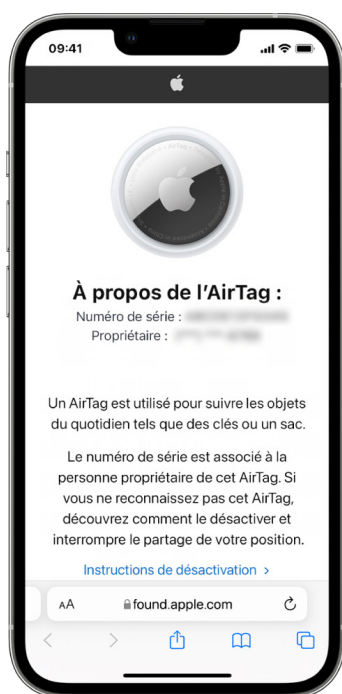 09:41
À propos de l'AirTag :
Numéro de série :
Propriétaire :
Un AirTag est utilisé pour suivre les objets
du quotidien tels que des clés ou un sac.
Le numéro de série est associé à la
personne propriétaire de cet AirTag. Si
vous ne reconnaissez pas cet AirTag,
découvrez comment le désactiver et
interrompre le partage de votre position.
Instructions de désactivation >
AA
found.apple.com